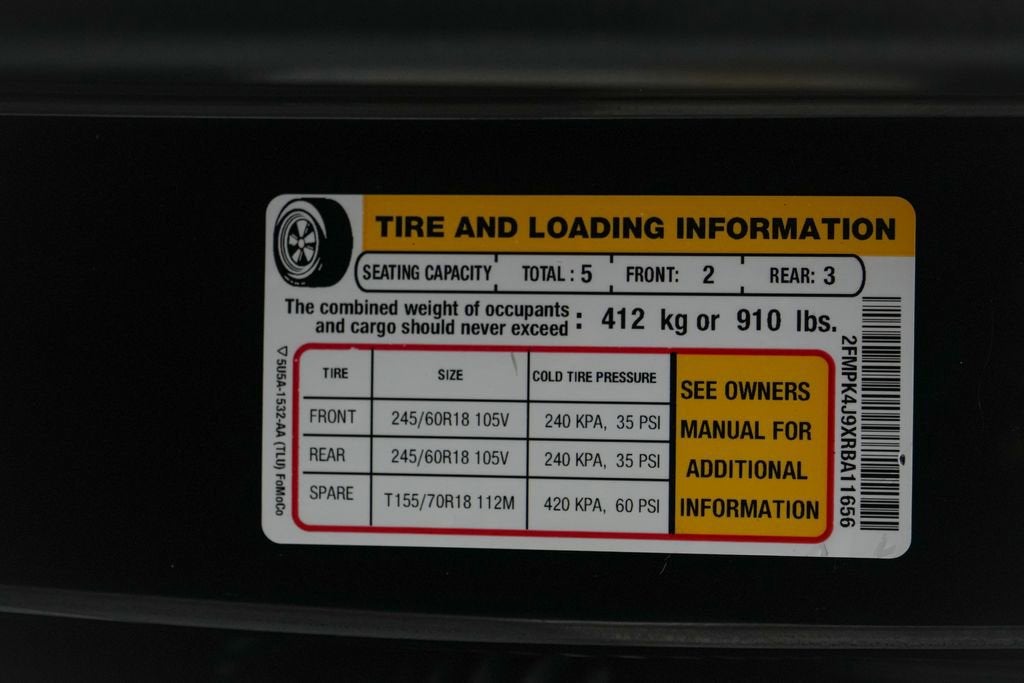 TIRE AND LOADING INFORMATION
SEATING CAPACITY TOTAL : 5 FRONT: 2 REAR: 3
The combined weight of occupants
and cargo should never exceed : 412 kg or 910 lbs.
TIRE SIZE COLD TIRE PRESSURE
FRONT 245/60R18 105V 240 KPA, 35 PSI
REAR 245/60R18 105V 240 KPA, 35 PSI
SPARE T155/70R18 112M 420 KPA, 60 PSI
SEE OWNERS
MANUAL FOR
ADDITIONAL
INFORMATION
5U5A-1532-AA (TLU) FoMoCo
2FMPK4J9XRBA11656